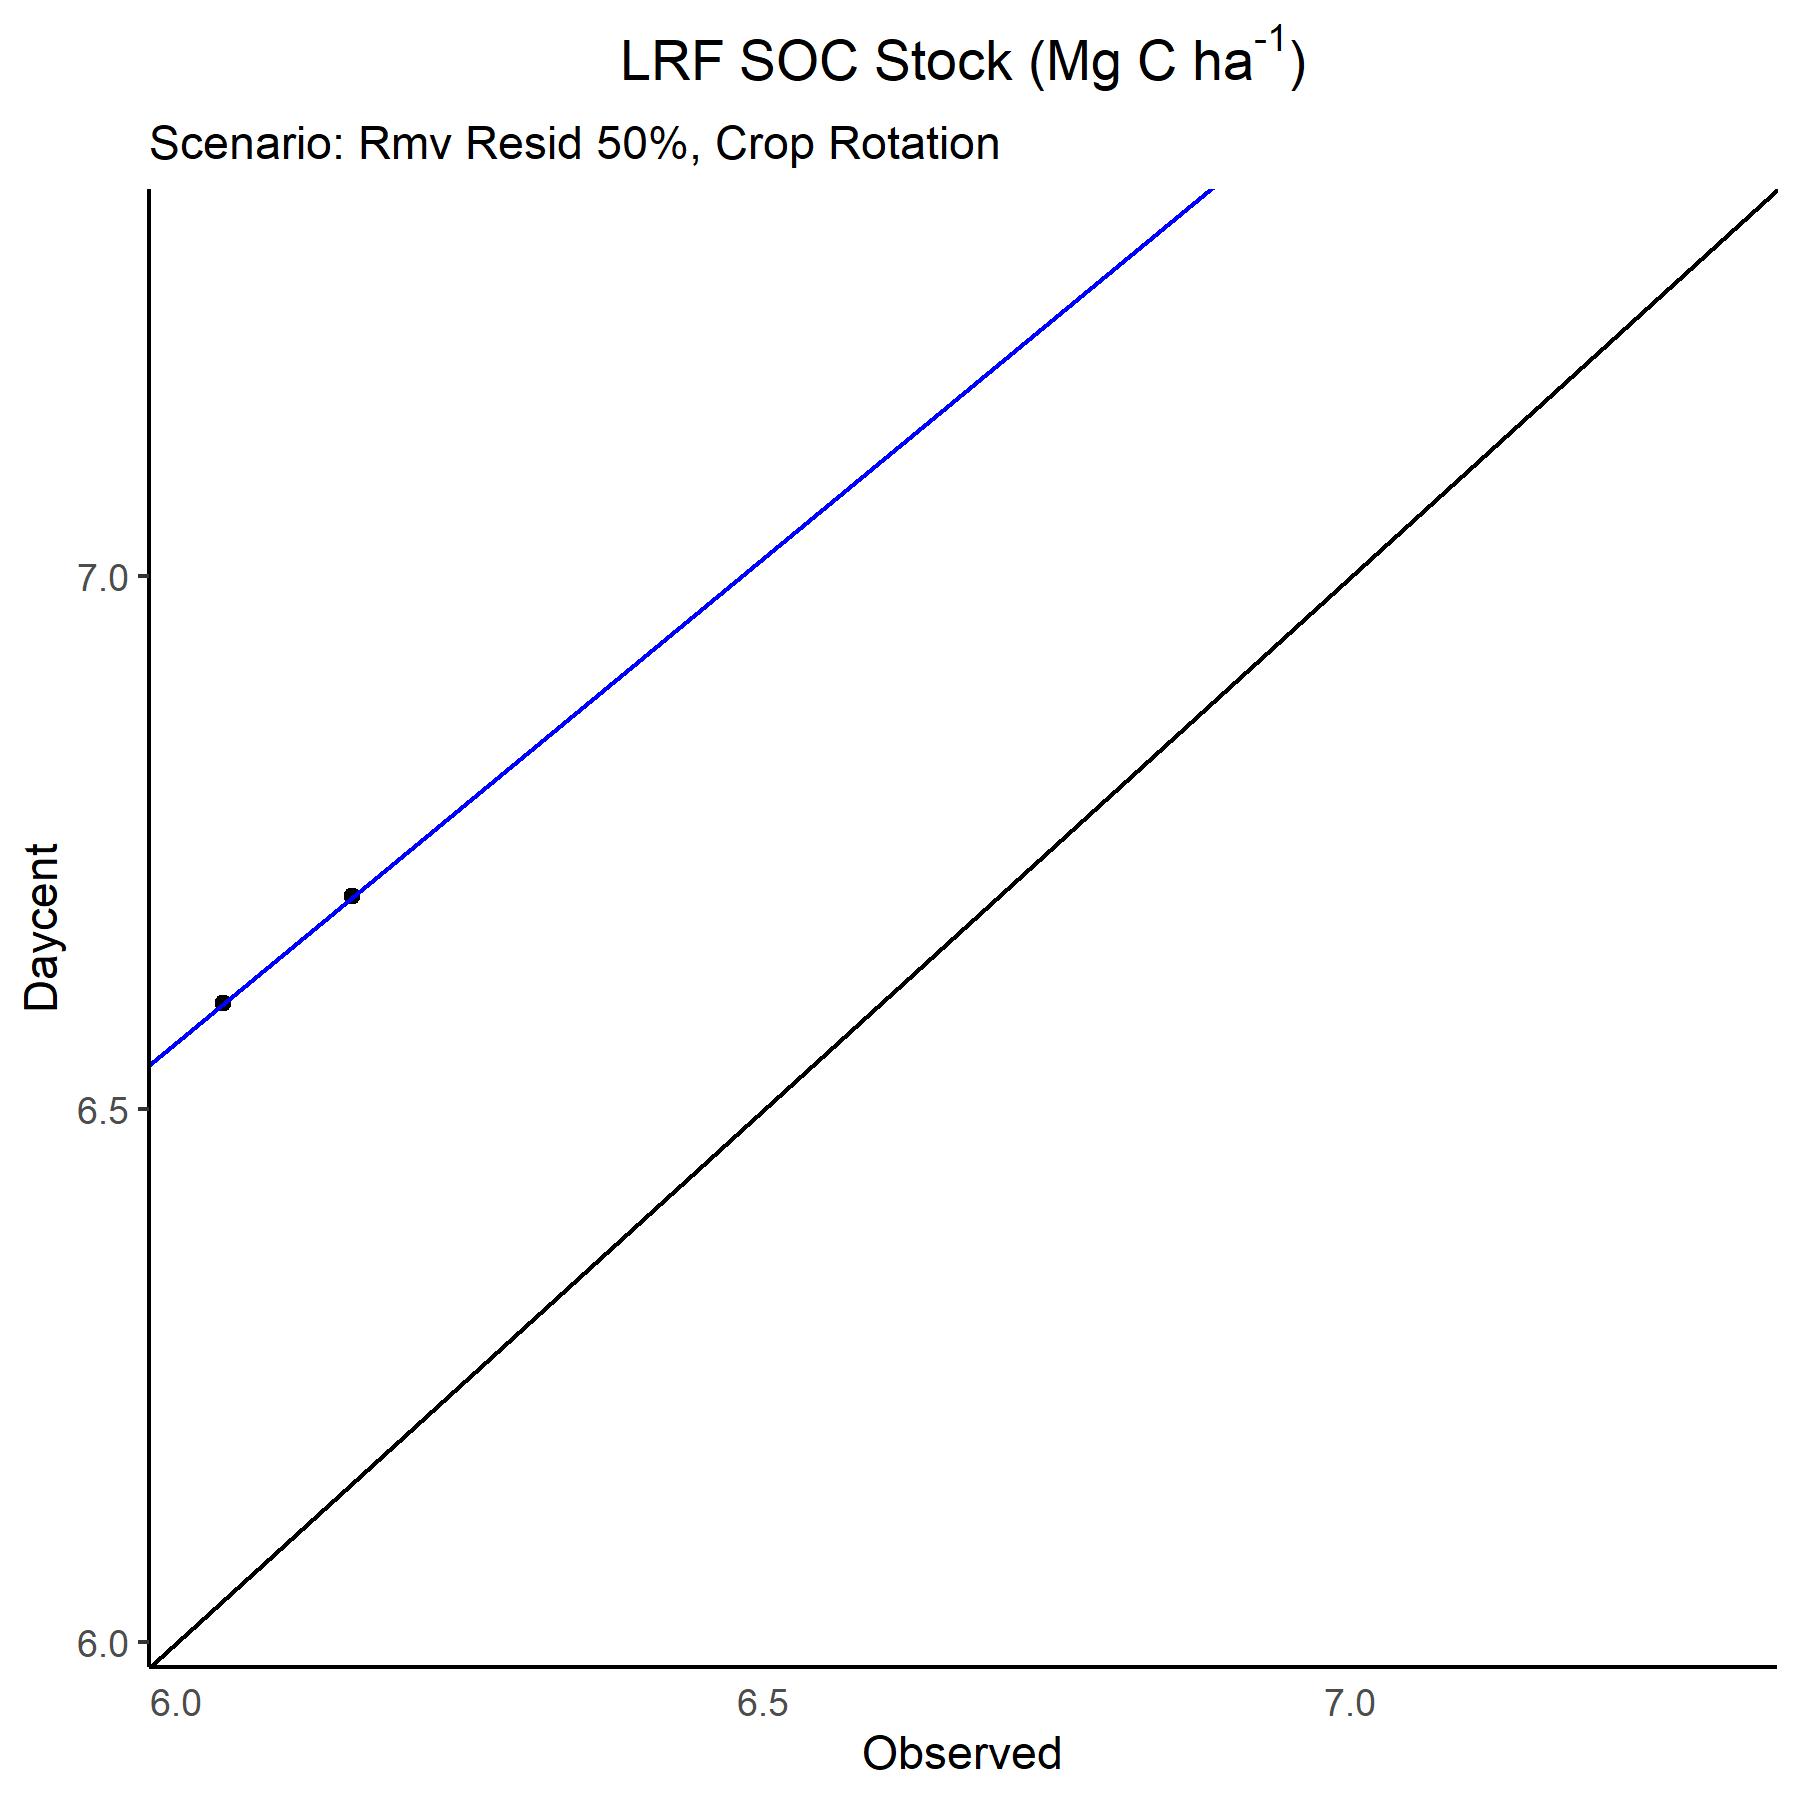 LRF SOC Stock (Mg C ha⁻¹)
Scenario: Rmv Resid 50%, Crop Rotation
7.0
6.5
6.0
Daycent
6.0 6.5 7.0
Observed